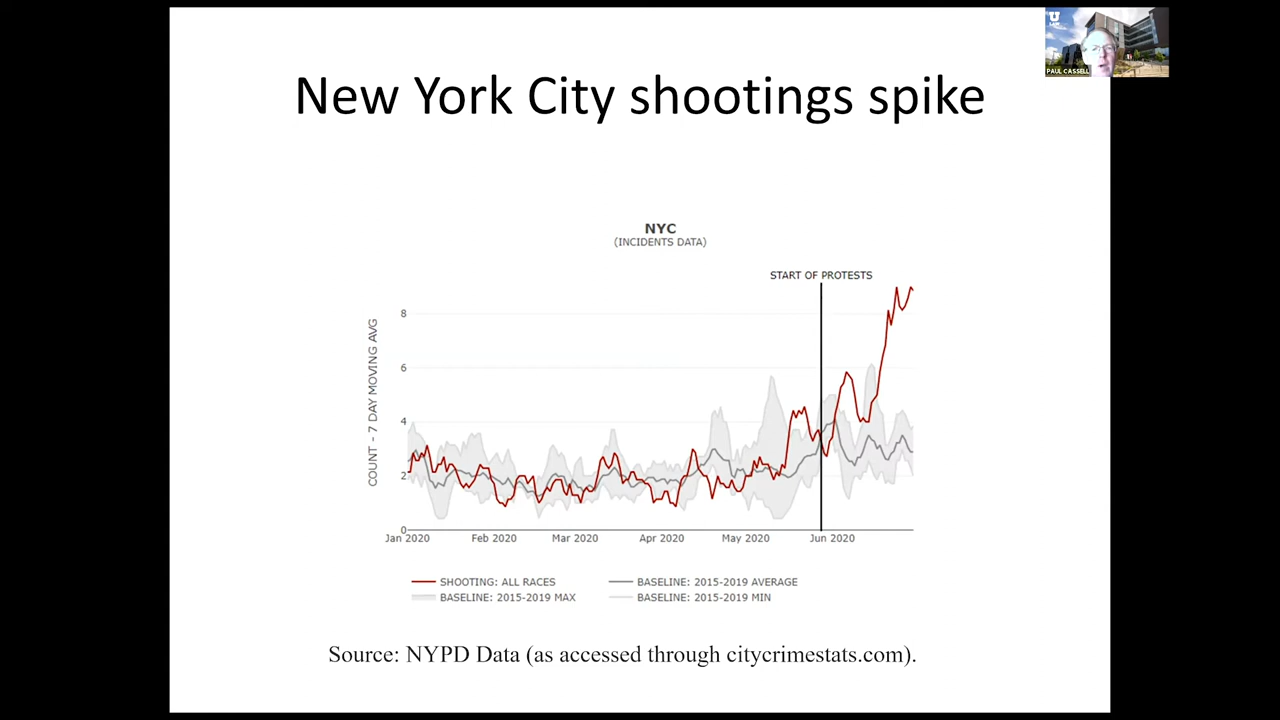 U
LAW
PAUL CASSELL
New York City shootings spike
NYC
(INCIDENTS DATA)
START OF PROTESTS
COUNT - 7 DAY MOVING AVG
8
6
4
2
0
Jan 2020 Feb 2020 Mar 2020 Apr 2020 May 2020 Jun 2020
SHOOTING: ALL RACES BASELINE: 2015-2019 AVERAGE
BASELINE: 2015-2019 MAX BASELINE: 2015-2019 MIN
Source: NYPD Data (as accessed through citycrimestats.com).